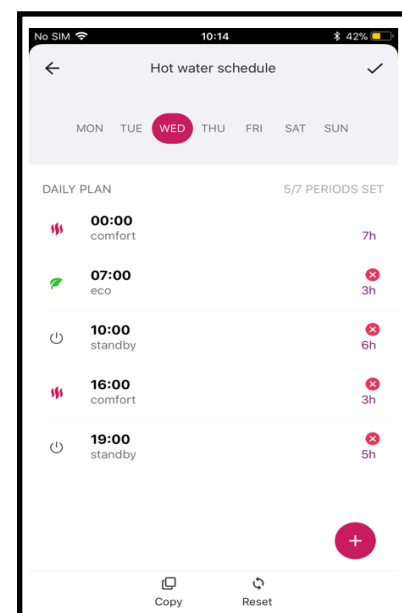 No SIM 10:14 42%
Hot water schedule
MON TUE WED THU FRI SAT SUN
DAILY PLAN 5/7 PERIODS SET
00:00
comfort 7h
07:00
eco 3h
10:00
standby 6h
16:00
comfort 3h
19:00
standby 5h
Copy Reset